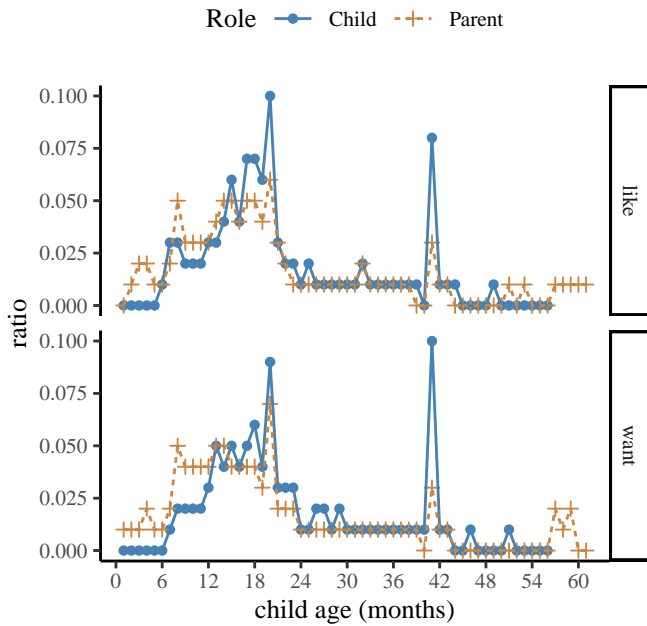 Role Child Parent
0.100
0.075
0.050
0.025
0.000
like
0.100
0.075
0.050
0.025
0.000
want
ratio
0 6 12 18 24 30 36 42 48 54 60
child age (months)